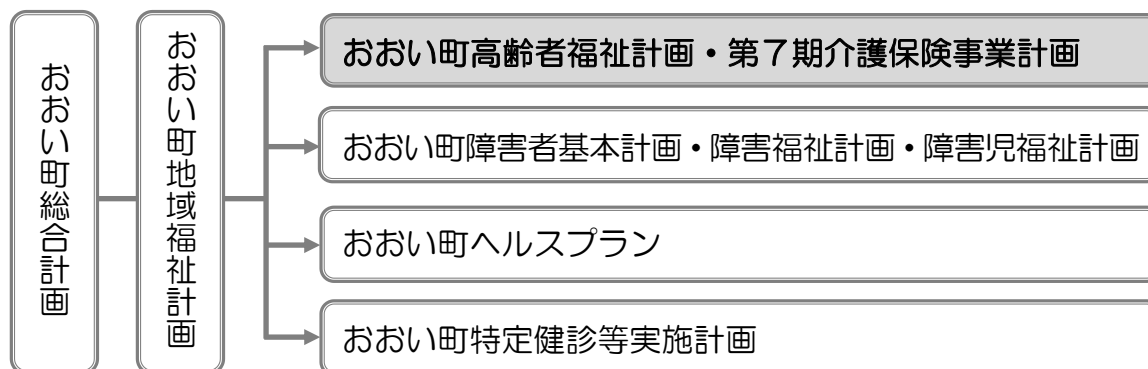 おおい町総合計画
おおい町地域福祉計画
おおい町高齢者福祉計画・第７期介護保険事業計画
おおい町障害者基本計画・障害福祉計画・障害児福祉計画
おおい町ヘルスプラン
おおい町特定健診等実施計画